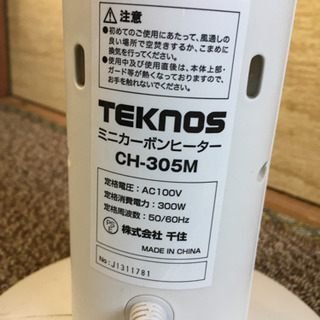 ⚠注意
●初めてのご使用にあたって、風通しの
良い場所で空焚きするか、こまめに
換気を行ってください。
●使用中及び使用直後は、本体上部・
ガード等が熱くなっておりますので、
お手を触れないでください。
TEKNOS
ミニカーボンヒーター
CH-305M
定格電圧：AC100V
定格消費電力：300W
定格周波数：50/60Hz
PSE 株式会社 千住
MADE IN CHINA
No:J1311781